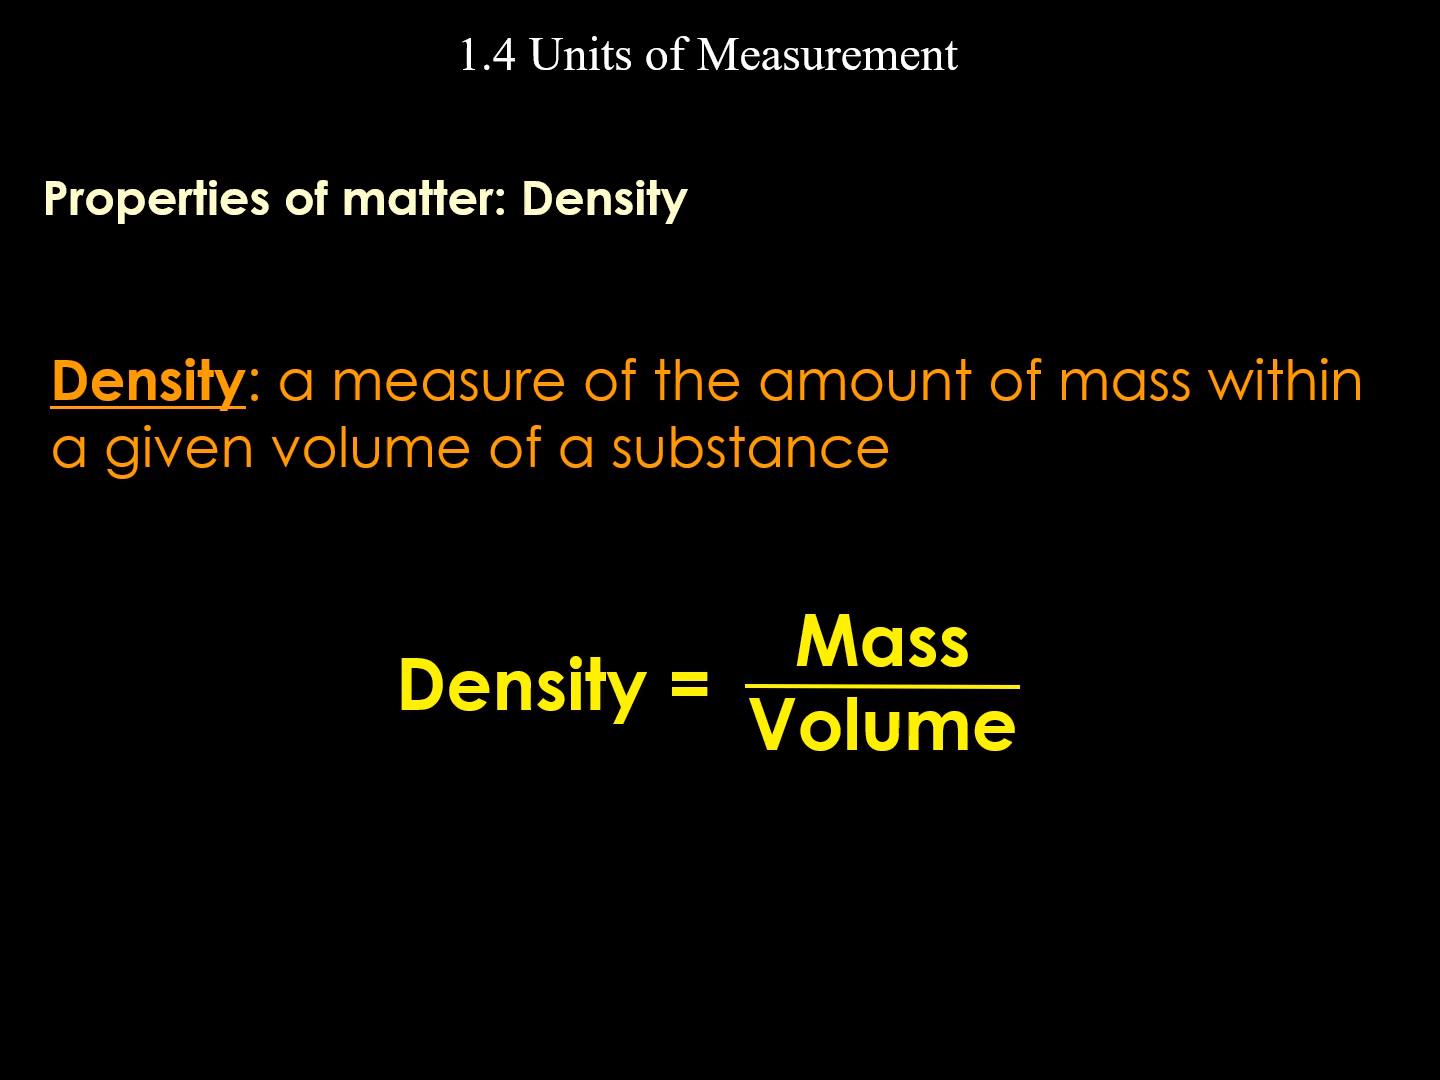 1.4 Units of Measurement
Properties of matter: Density
Density: a measure of the amount of mass within
a given volume of a substance
Density =
Mass
Volume